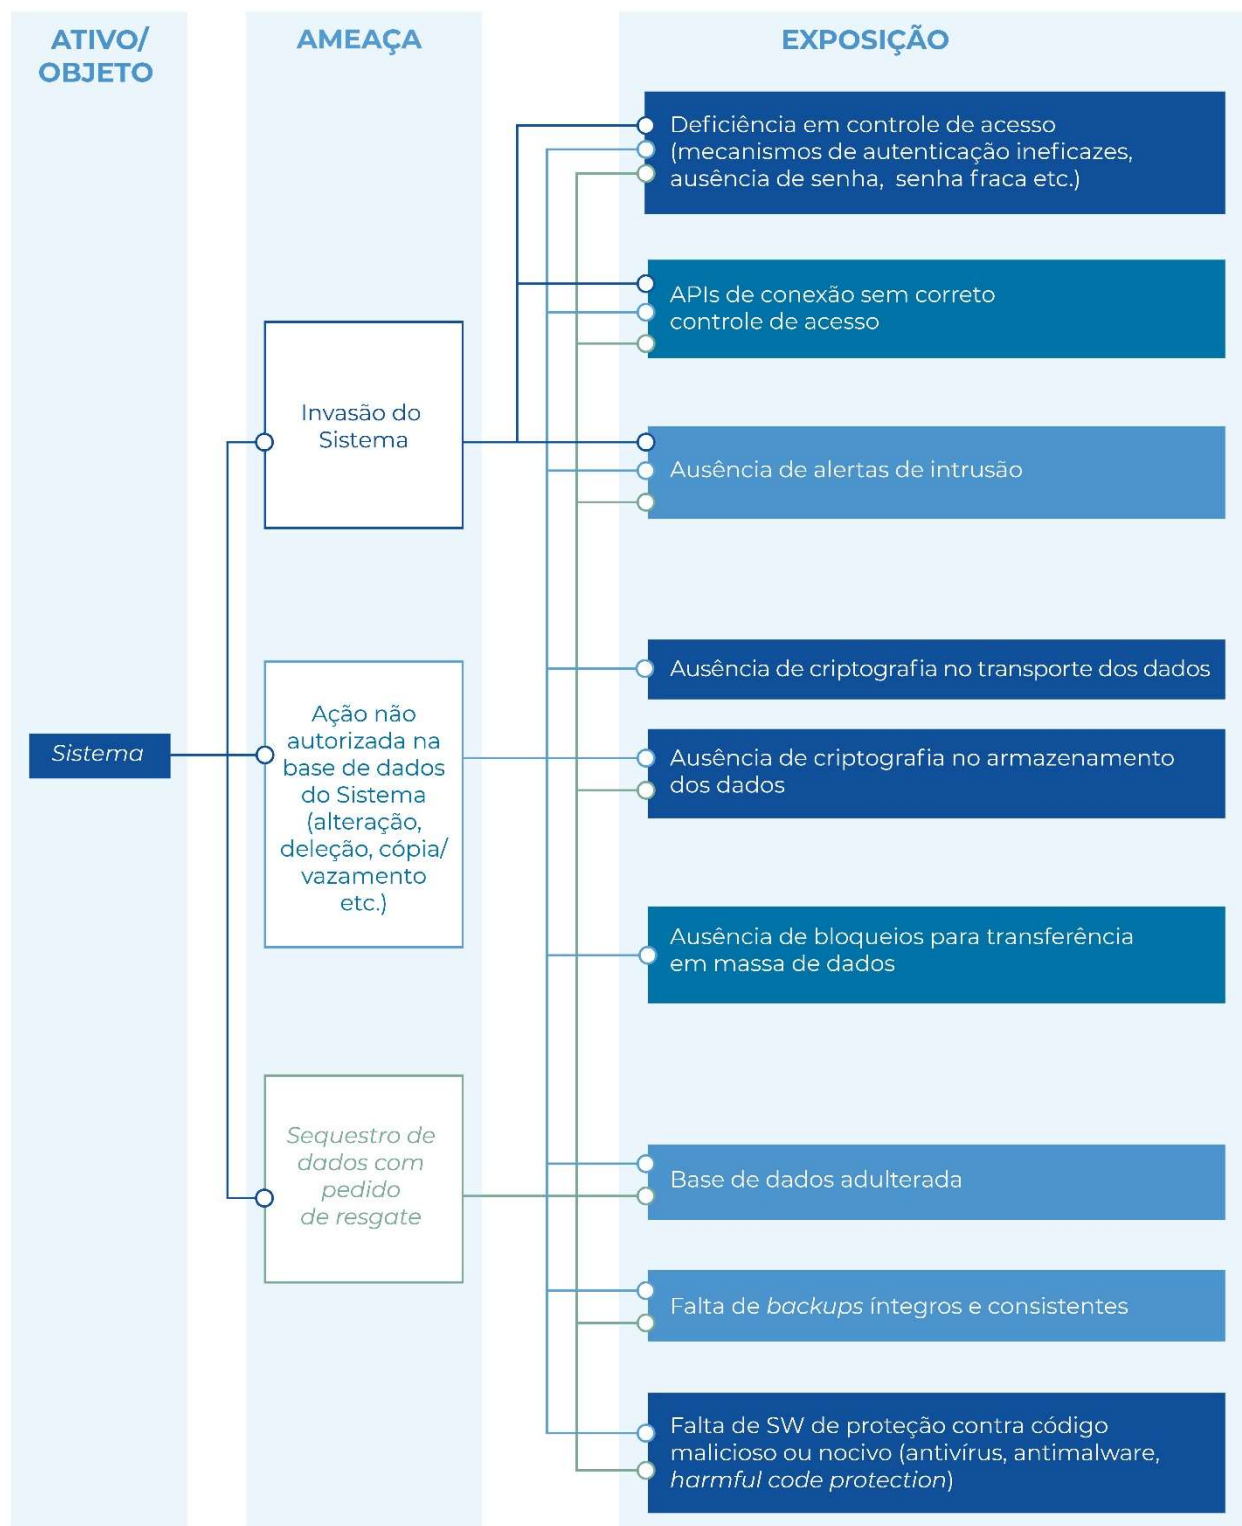 ATIVO/
OBJETO
AMEAÇA
EXPOSIÇÃO
Sistema
Invasão do
Sistema
Ação não
autorizada na
base de dados
do Sistema
(alteração,
deleção, cópia/
vazamento
etc.)
Sequestro de
dados com
pedido
de resgate
Deficiência em controle de acesso
(mecanismos de autenticação ineficazes,
ausência de senha, senha fraca etc.)
APIs de conexão sem correto
controle de acesso
Ausência de alertas de intrusão
Ausência de criptografia no transporte dos dados
Ausência de criptografia no armazenamento
dos dados
Ausência de bloqueios para transferência
em massa de dados
Base de dados adulterada
Falta de backups íntegros e consistentes
Falta de SW de proteção contra código
malicioso ou nocivo (antivírus, antimalware,
harmful code protection)